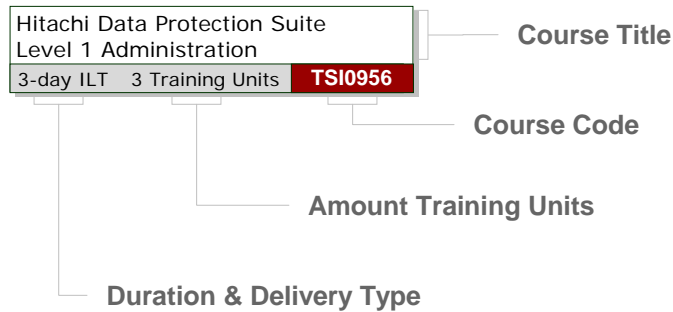 Hitachi Data Protection Suite
Level 1 Administration
3-day ILT 3 Training Units TSI0956
Course Title
Course Code
Amount Training Units
Duration & Delivery Type